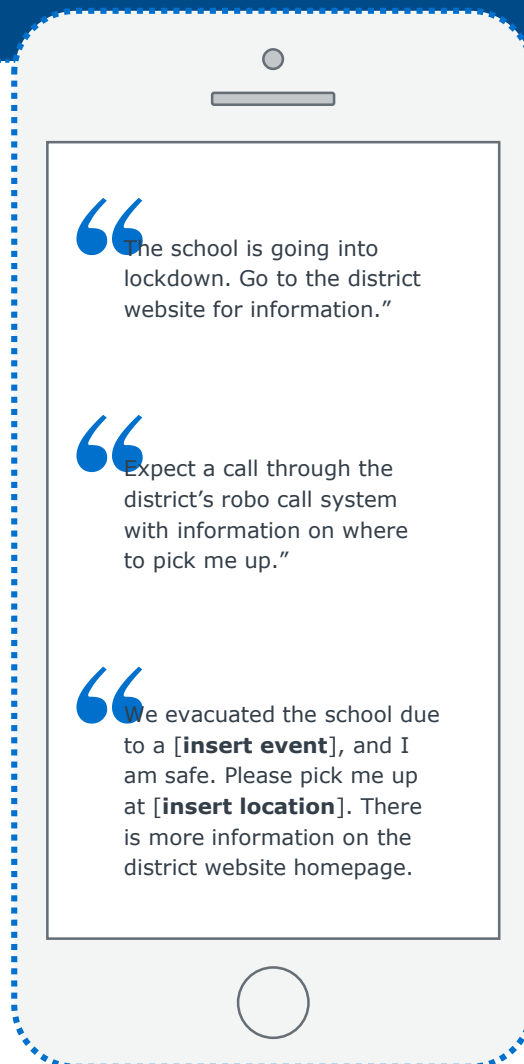 “The school is going into
lockdown. Go to the district
website for information.”
“Expect a call through the
district’s robo call system
with information on where
to pick me up.”
“We evacuated the school due
to a [insert event], and I
am safe. Please pick me up
at [insert location]. There
is more information on the
district website homepage.